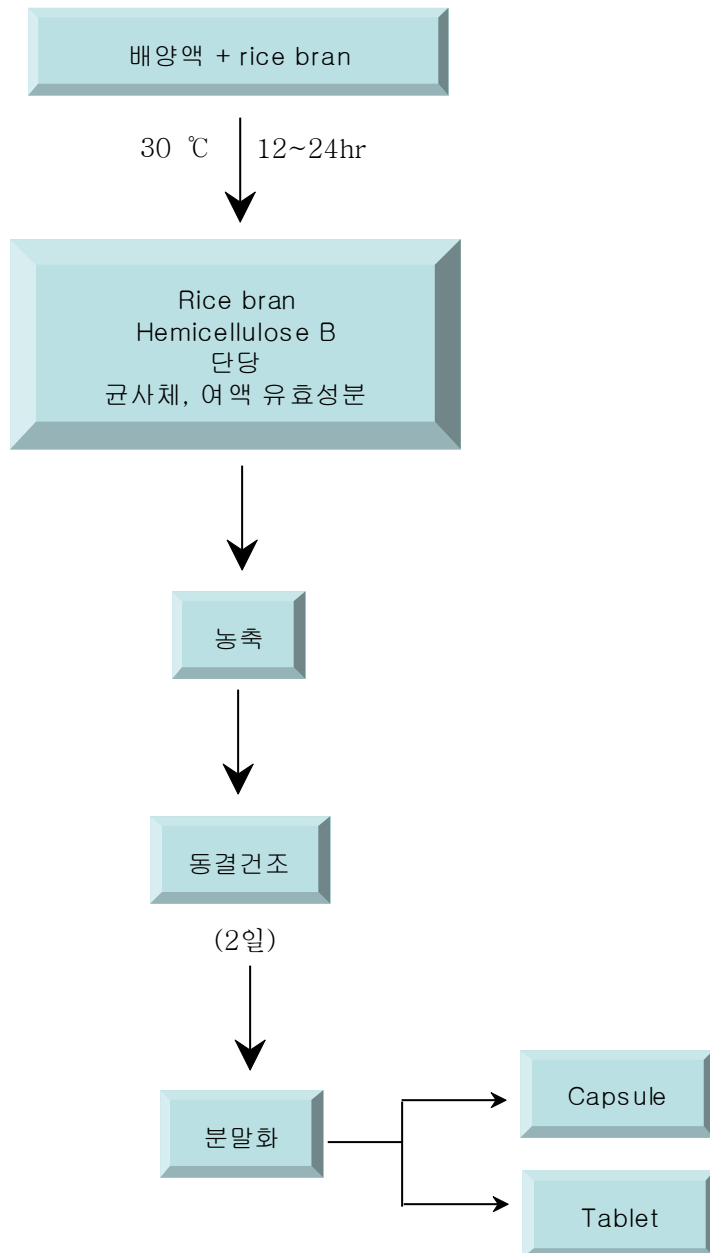 배양액 + rice bran
30 ℃ 12~24hr
Rice bran
Hemicellulose B
단당
균사체, 여액 유효성분
농축
동결건조
(2일)
분말화
Capsule
Tablet